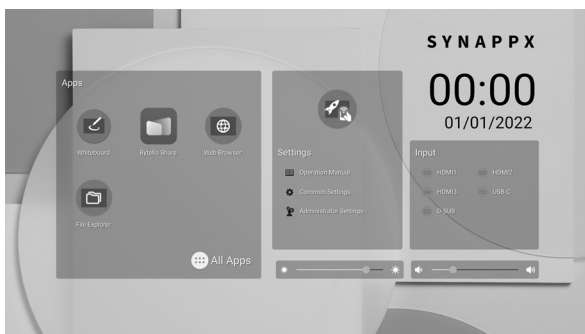 SYNAPPX
00:00
01/01/2022
Apps
Whiteboard
Bytello Share
Web Browser
File Explorer
All Apps
Settings
Operation Manual
Common Settings
Administrator Settings
Input
HDMI1 HDMI2
HDMI3 USB-C
D-SUB